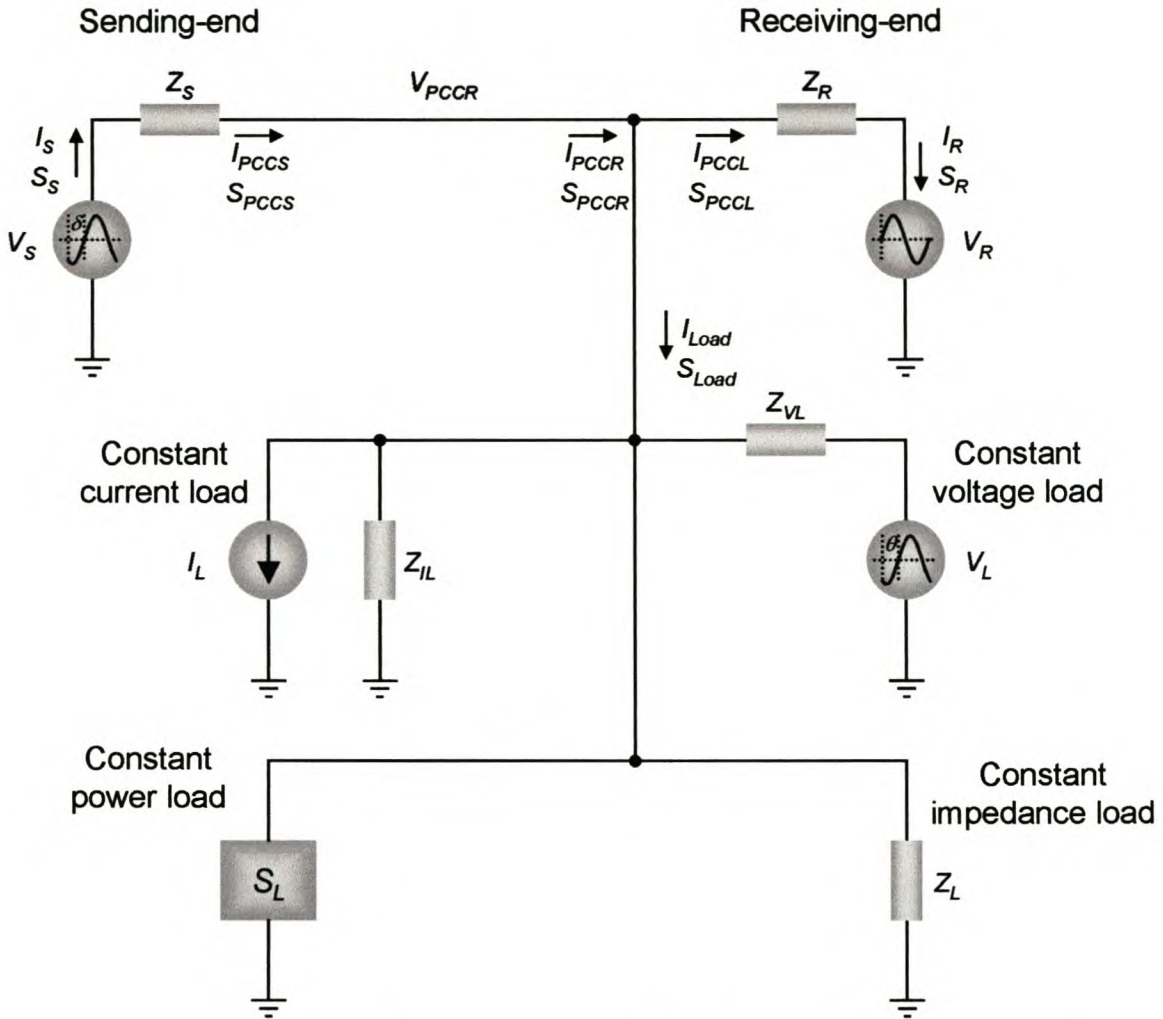 Sending-end
Receiving-end
Z_S
V_PCCR
Z_R
I_S
S_S
I_PCCS
S_PCCS
I_PCCR
S_PCCR
I_PCCL
S_PCCL
I_R
S_R
δ
V_S
V_R
I_Load
S_Load
Z_VL
Constant
current load
Constant
voltage load
I_L
Z_IL
θ
V_L
Constant
power load
Constant
impedance load
S_L
Z_L